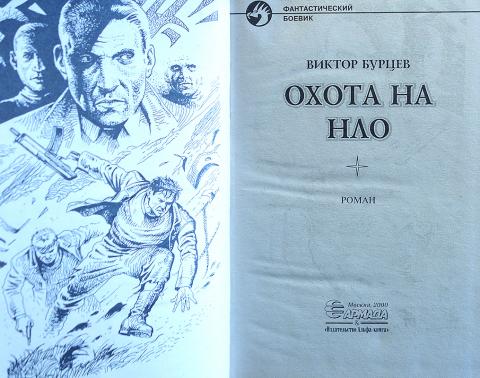 ФАНТАСТИЧЕСКИЙ
БОЕВИК
ВИКТОР БУРЦЕВ
ОХОТА НА
НЛО
РОМАН
Москва, 2000
АРМАДА
&
«Издательство Альфа-книга»